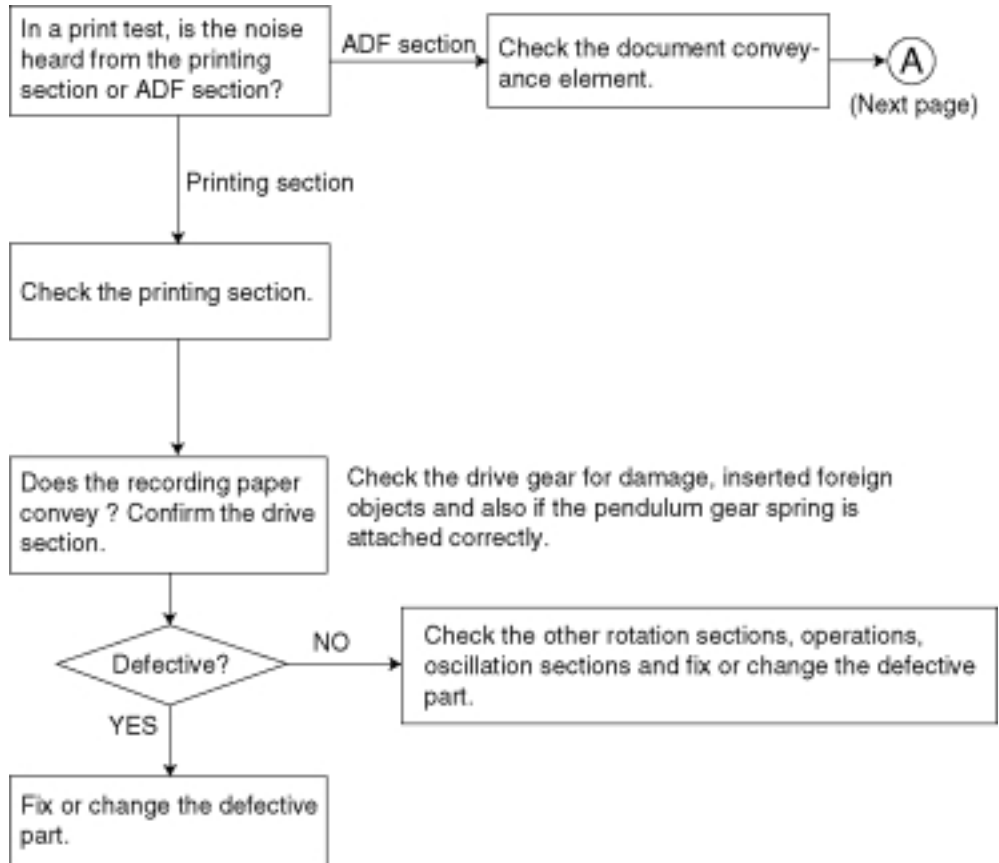 In a print test, is the noise
heard from the printing
section or ADF section?
ADF section
Check the document convey-
ance element.
A
(Next page)
Printing section
Check the printing section.
Does the recording paper
convey ? Confirm the drive
section.
Check the drive gear for damage, inserted foreign
objects and also if the pendulum gear spring is
attached correctly.
Defective?
NO
Check the other rotation sections, operations,
oscillation sections and fix or change the defective
part.
YES
Fix or change the defective
part.